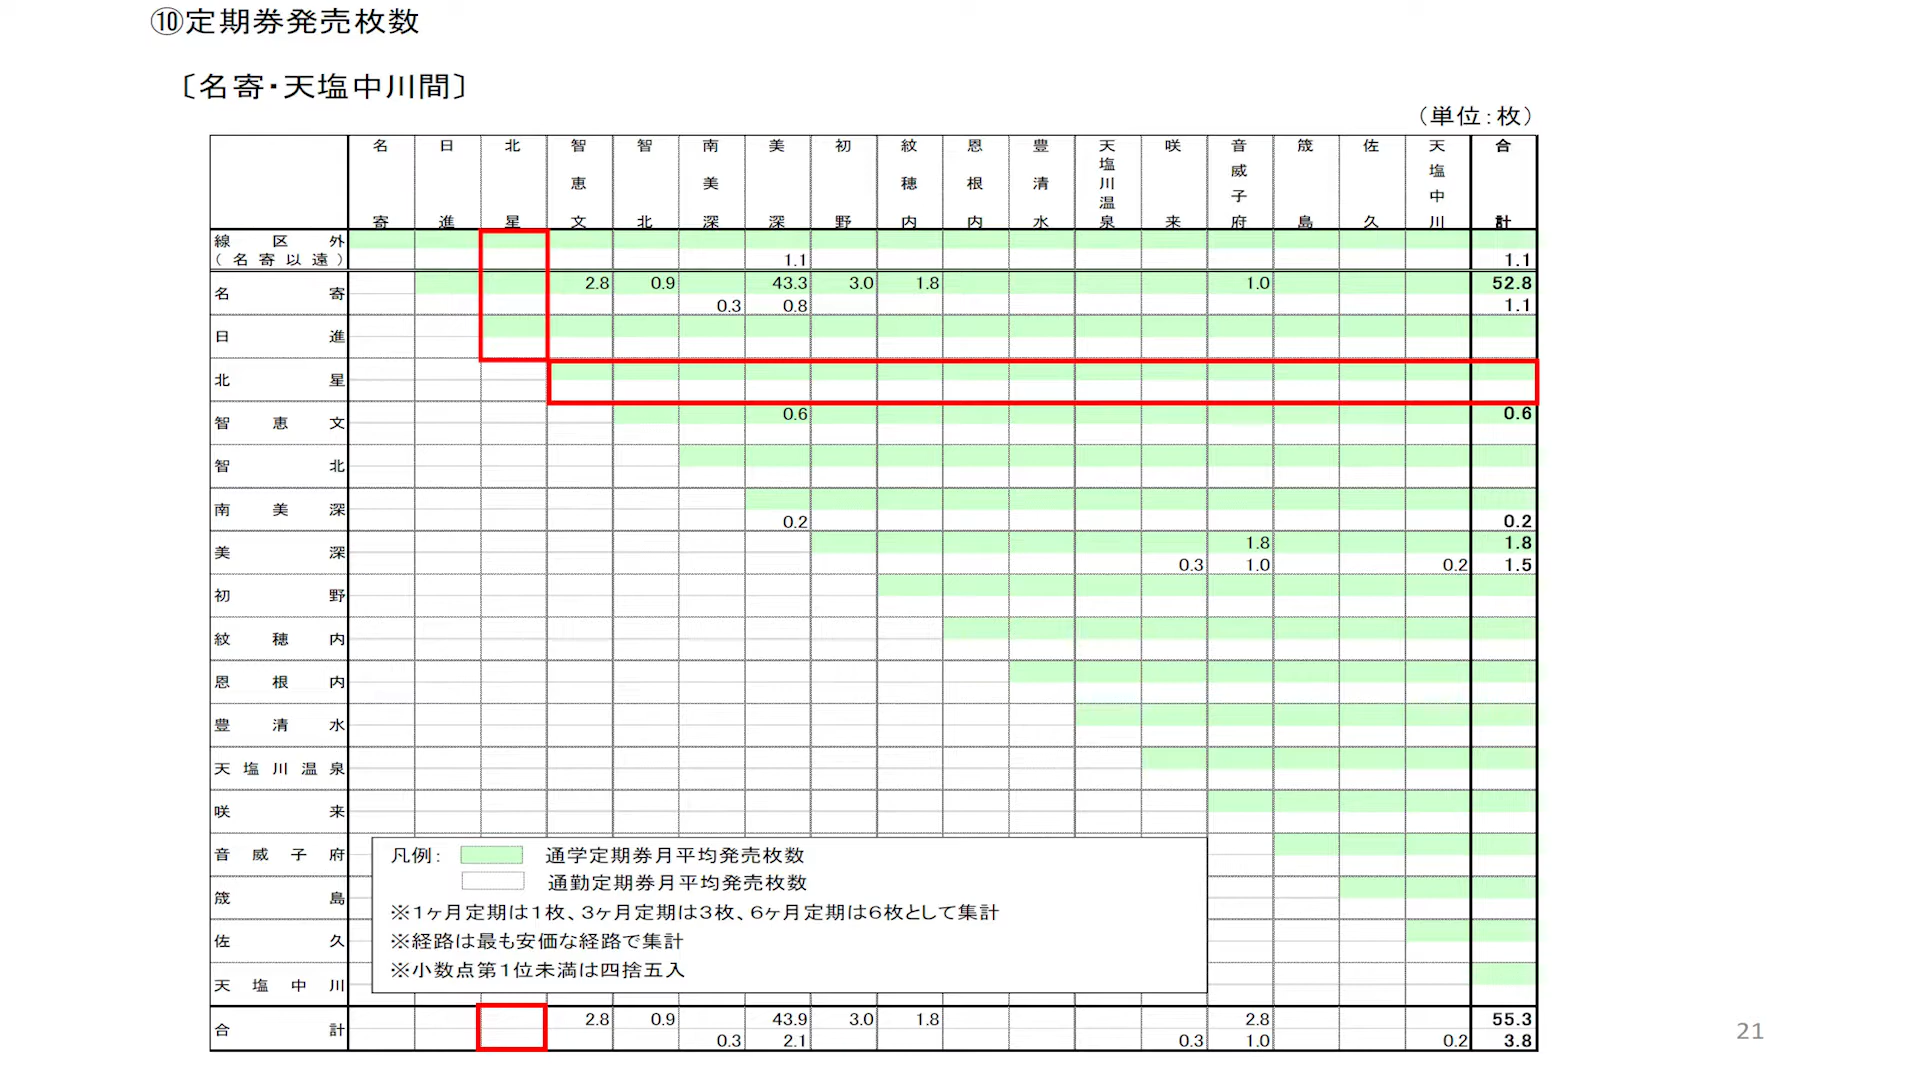 ⑩定期券発売枚数
〔名寄・天塩中川間〕
（単位：枚）
名寄 日進 北星 智恵文 智北 南美深 美深 初野 紋穂内 恩根内 豊清水 天塩川温泉 咲来 音威子府 筬島 佐久 天塩中川 合計
線区外
（名寄以遠） 1.1 1.1
名寄 2.8 0.9 43.3 3.0 1.8 1.0 52.8
0.3 0.8 1.1
日進
北星
智恵文 0.6 0.6
智北
南美深
0.2 0.2
美深 1.8 1.8
0.3 1.0 0.2 1.5
初野
紋穂内
恩根内
豊清水
天塩川温泉
咲来
音威子府
筬島
佐久
天塩中川
凡例： 通学定期券月平均発売枚数
通勤定期券月平均発売枚数
※１ヶ月定期は１枚、３ヶ月定期は３枚、６ヶ月定期は６枚として集計
※経路は最も安価な経路で集計
※小数点第１位未満は四捨五入
合計 2.8 0.9 43.9 3.0 1.8 2.8 55.3
0.3 2.1 0.3 1.0 0.2 3.8
21